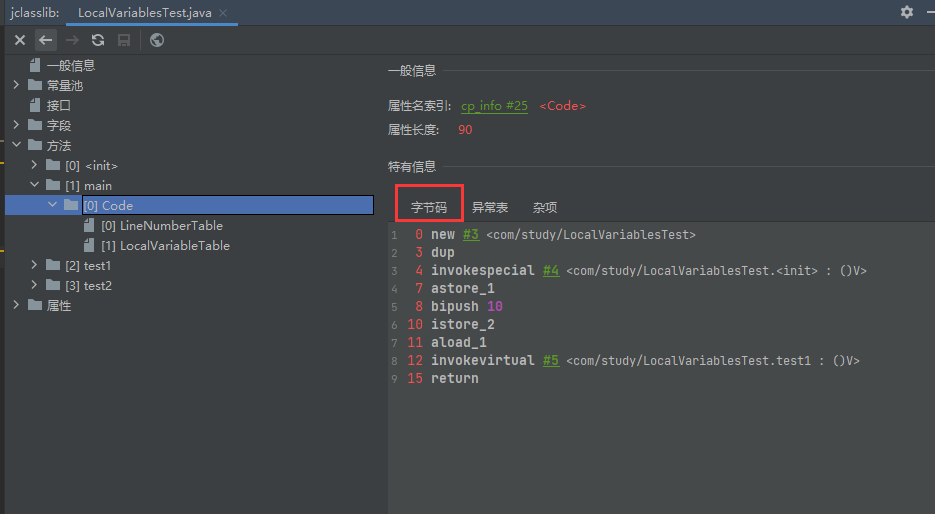 jclasslib: LocalVariablesTest.java
一般信息
常量池
接口
字段
方法
[0] <init>
[1] main
[0] Code
[0] LineNumberTable
[1] LocalVariableTable
[2] test1
[3] test2
属性
一般信息
属性名索引: cp_info #25 <Code>
属性长度: 90
特有信息
字节码 异常表 杂项
1 0 new #3 <com/study/LocalVariablesTest>
2 3 dup
3 4 invokespecial #4 <com/study/LocalVariablesTest.<init> : ()V>
4 7 astore_1
5 8 bipush 10
6 10 istore_2
7 11 aload_1
8 12 invokevirtual #5 <com/study/LocalVariablesTest.test1 : ()V>
9 15 return